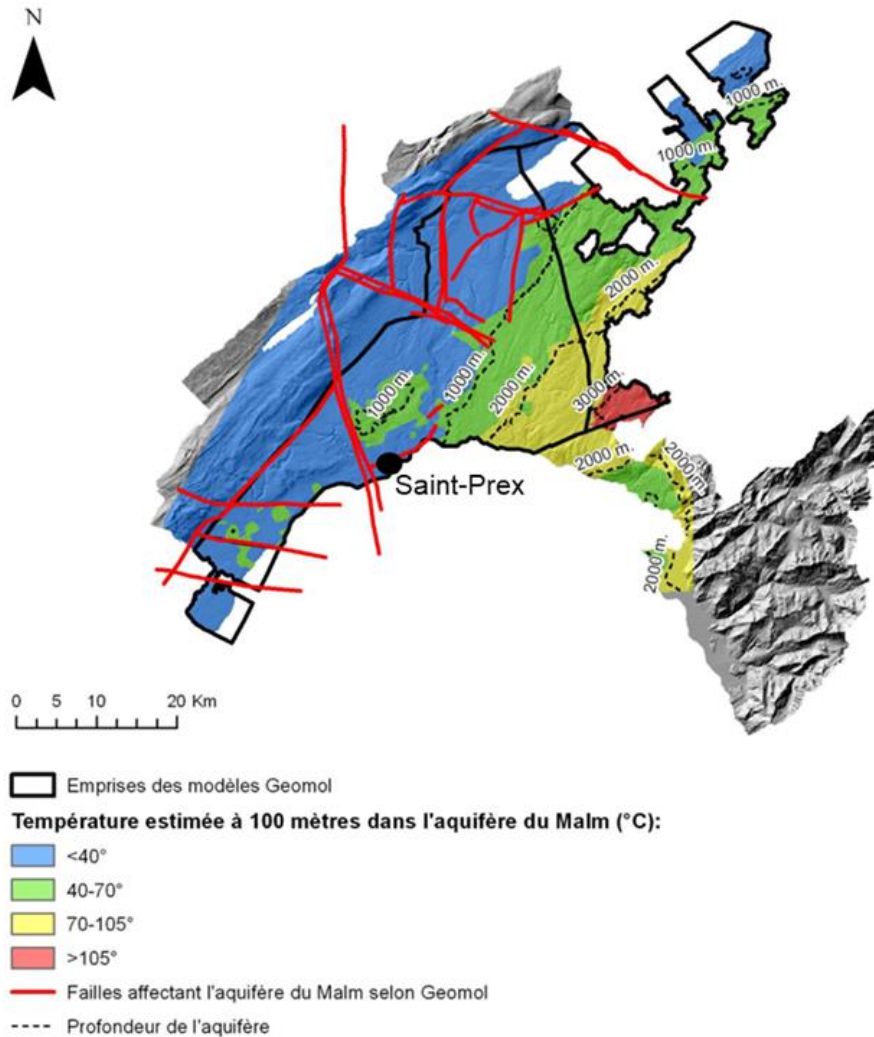 N
1000 m.
1000 m.
2000 m.
1000 m.
1000 m.
2000 m.
3000 m.
2000 m.
2000 m.
Saint-Prex
2000 m.
0 5 10 20 Km
Emprises des modèles Geomol
Température estimée à 100 mètres dans l'aquifère du Malm (°C):
<40°
40-70°
70-105°
>105°
Failles affectant l'aquifère du Malm selon Geomol
Profondeur de l'aquifère